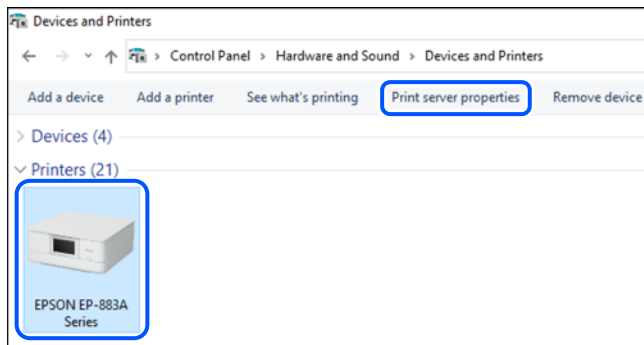 Devices and Printers
Control Panel > Hardware and Sound > Devices and Printers
Add a device Add a printer See what's printing Print server properties Remove device
Devices (4)
Printers (21)
EPSON EP-883A
Series